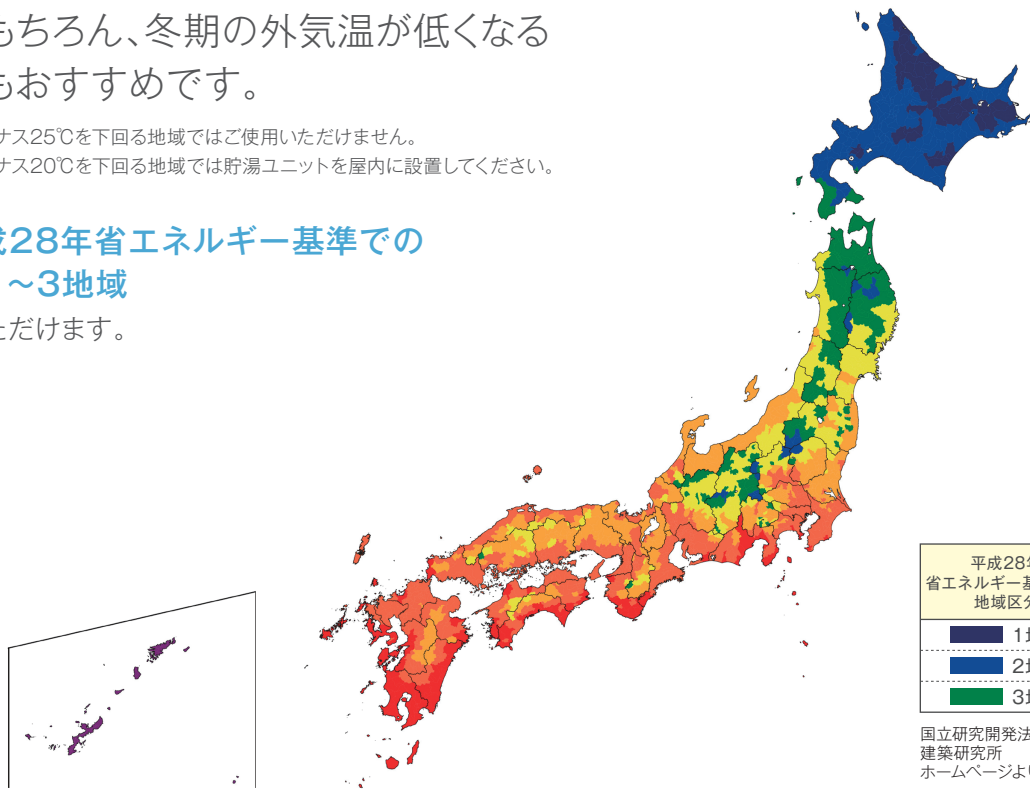 もちろん、冬期の外気温が低くなる
もおすすめです。
ナス25℃を下回る地域ではご使用いただけません。
ナス20℃を下回る地域では貯湯ユニットを屋内に設置してください。
成28年省エネルギー基準での
～3地域
ただけます。
平成28年
省エネルギー基
地域区分
1地
2地
3地
国立研究開発法
建築研究所
ホームページよ